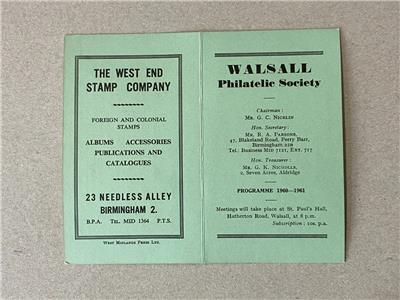 THE WEST END
STAMP COMPANY
FOREIGN AND COLONIAL
STAMPS
ALBUMS ACCESSORIES
PUBLICATIONS AND
CATALOGUES
23 NEEDLESS ALLEY
BIRMINGHAM 2.
B.P.A. TEL. MID 1364 P.T.S.
WEST MIDLANDS PRESS LTD.
WALSALL
Philatelic Society
Chairman :
MR. G. C. NICKLIN
Hon. Secretary :
MR. R. A. PARSONS,
47, Blakeland Road, Perry Barr,
Birmingham 22B
Tel.: Business MID 7121, EXT. 717
Hon. Treasurer :
MR. G. K. NICHOLLS,
2, Seven Acres, Aldridge
PROGRAMME 1960—1961
Meetings will take place at St. Paul's Hall,
Hatherton Road, Walsall, at 8 p.m.
Subscription : 10s. p.a.